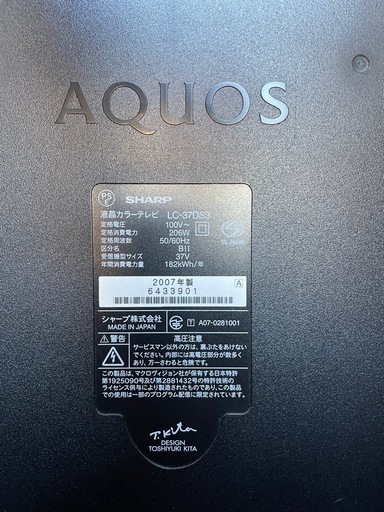 AQUOS
PS E SHARP
液晶カラーテレビ LC-37DS3
定格電圧 100V～
定格消費電力 206W
定格周波数 50/60Hz
区分名 BII
受信機型サイズ 37V
年間消費電力量 182kWh/年
2007年製 A
6433901
シャープ株式会社
MADE IN JAPAN
T A07-0281001
高圧注意
サービスマン以外の方は、裏ぶたをあけないで
ください。内部には高電圧部分が数多く
あり、万一さわると危険です。
この製品は、マクロヴィジョン社が保有する日本特許
第1925090号及び第2881432号の特許技術の
ライセンス供与により製造されたものであり、
この製品の使用で一部のプログラム配信に限定されています。
T. Kita
DESIGN
TOSHIYUKI KITA